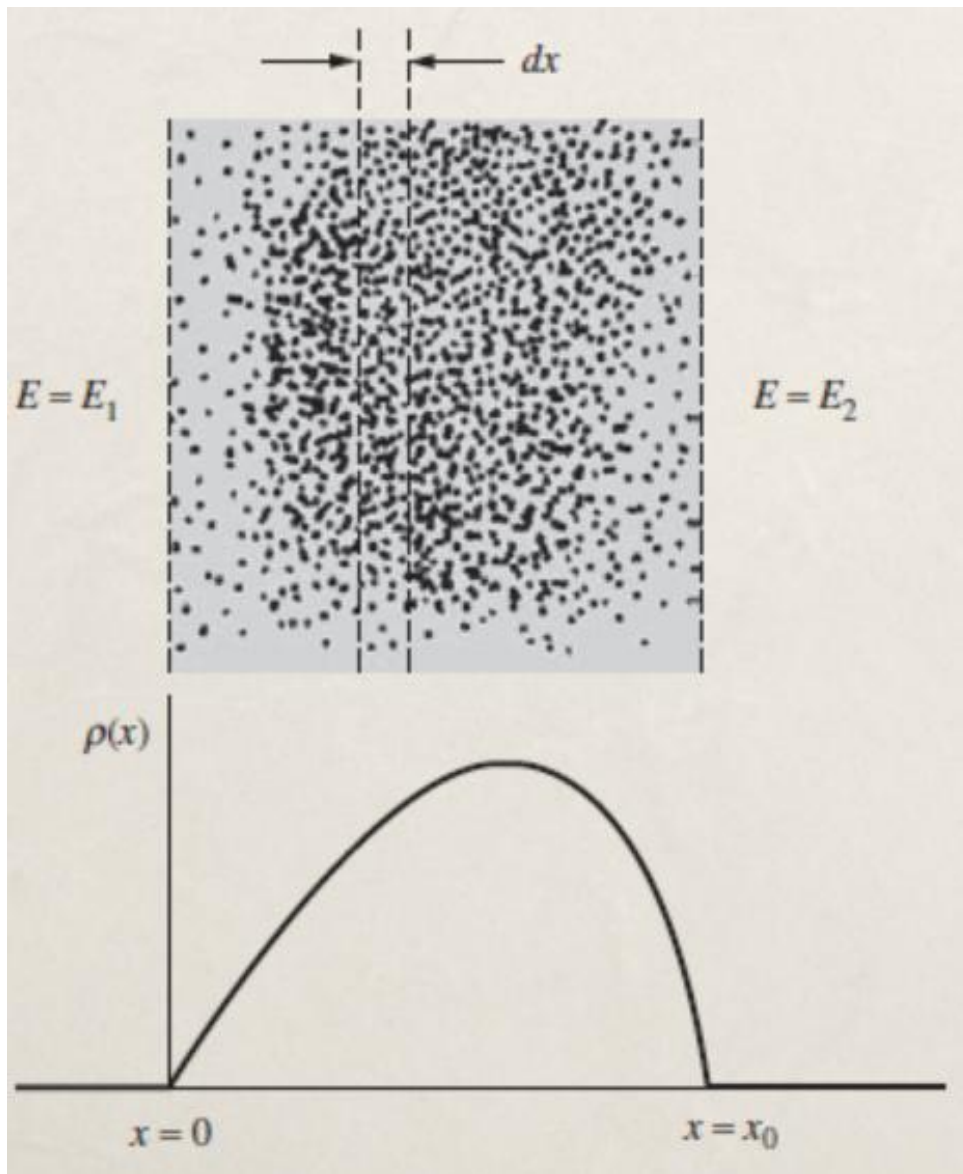 dx
E = E₁
E = E₂
ρ(x)
x = 0
x = x₀